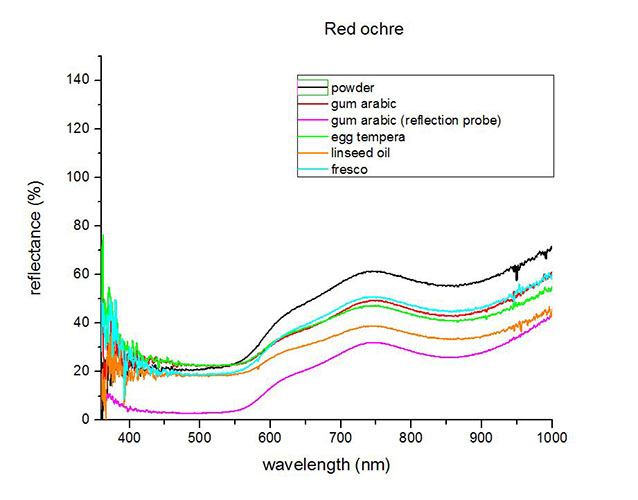 Red ochre
140
120
100
80
60
40
20
0
reflectance (%)
powder
gum arabic
gum arabic (reflection probe)
egg tempera
linseed oil
fresco
400 500 600 700 800 900 1000
wavelength (nm)